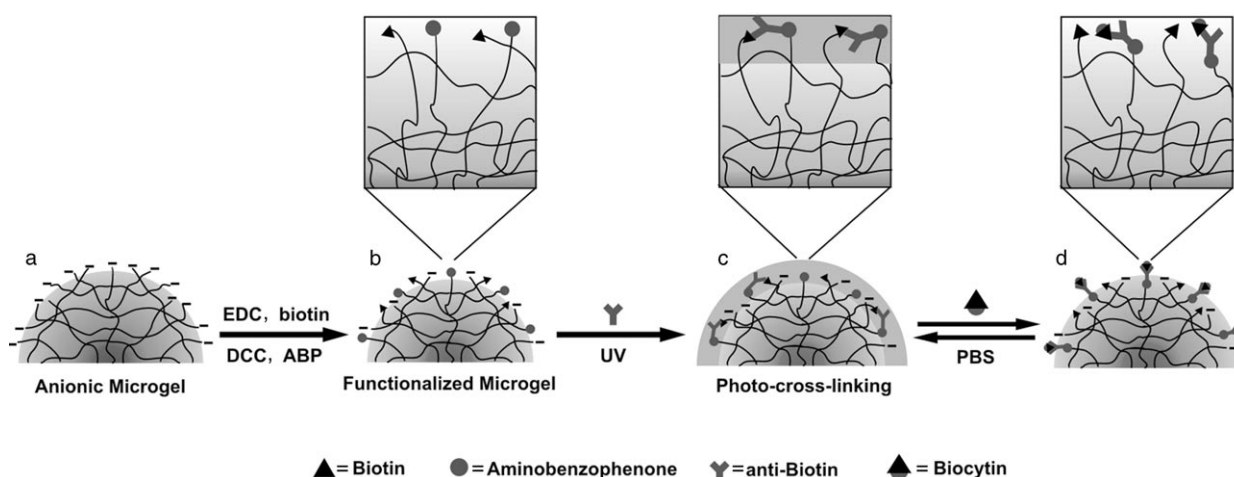 a
b
c
d
EDC, biotin
DCC, ABP
UV
PBS
Anionic Microgel
Functionalized Microgel
Photo-cross-linking
= Biotin
= Aminobenzophenone
= anti-Biotin
= Biocytin